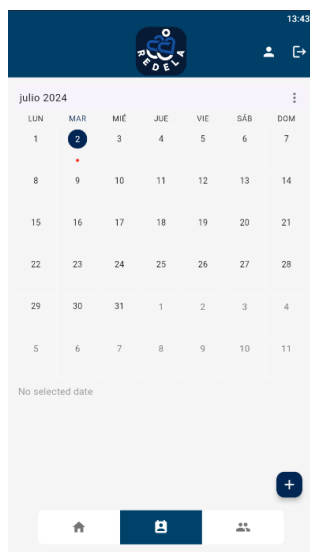 13:43
REDELA
julio 2024
LUN MAR MIÉ JUE VIE SÁB DOM
1 2 3 4 5 6 7
8 9 10 11 12 13 14
15 16 17 18 19 20 21
22 23 24 25 26 27 28
29 30 31 1 2 3 4
5 6 7 8 9 10 11
No selected date
+